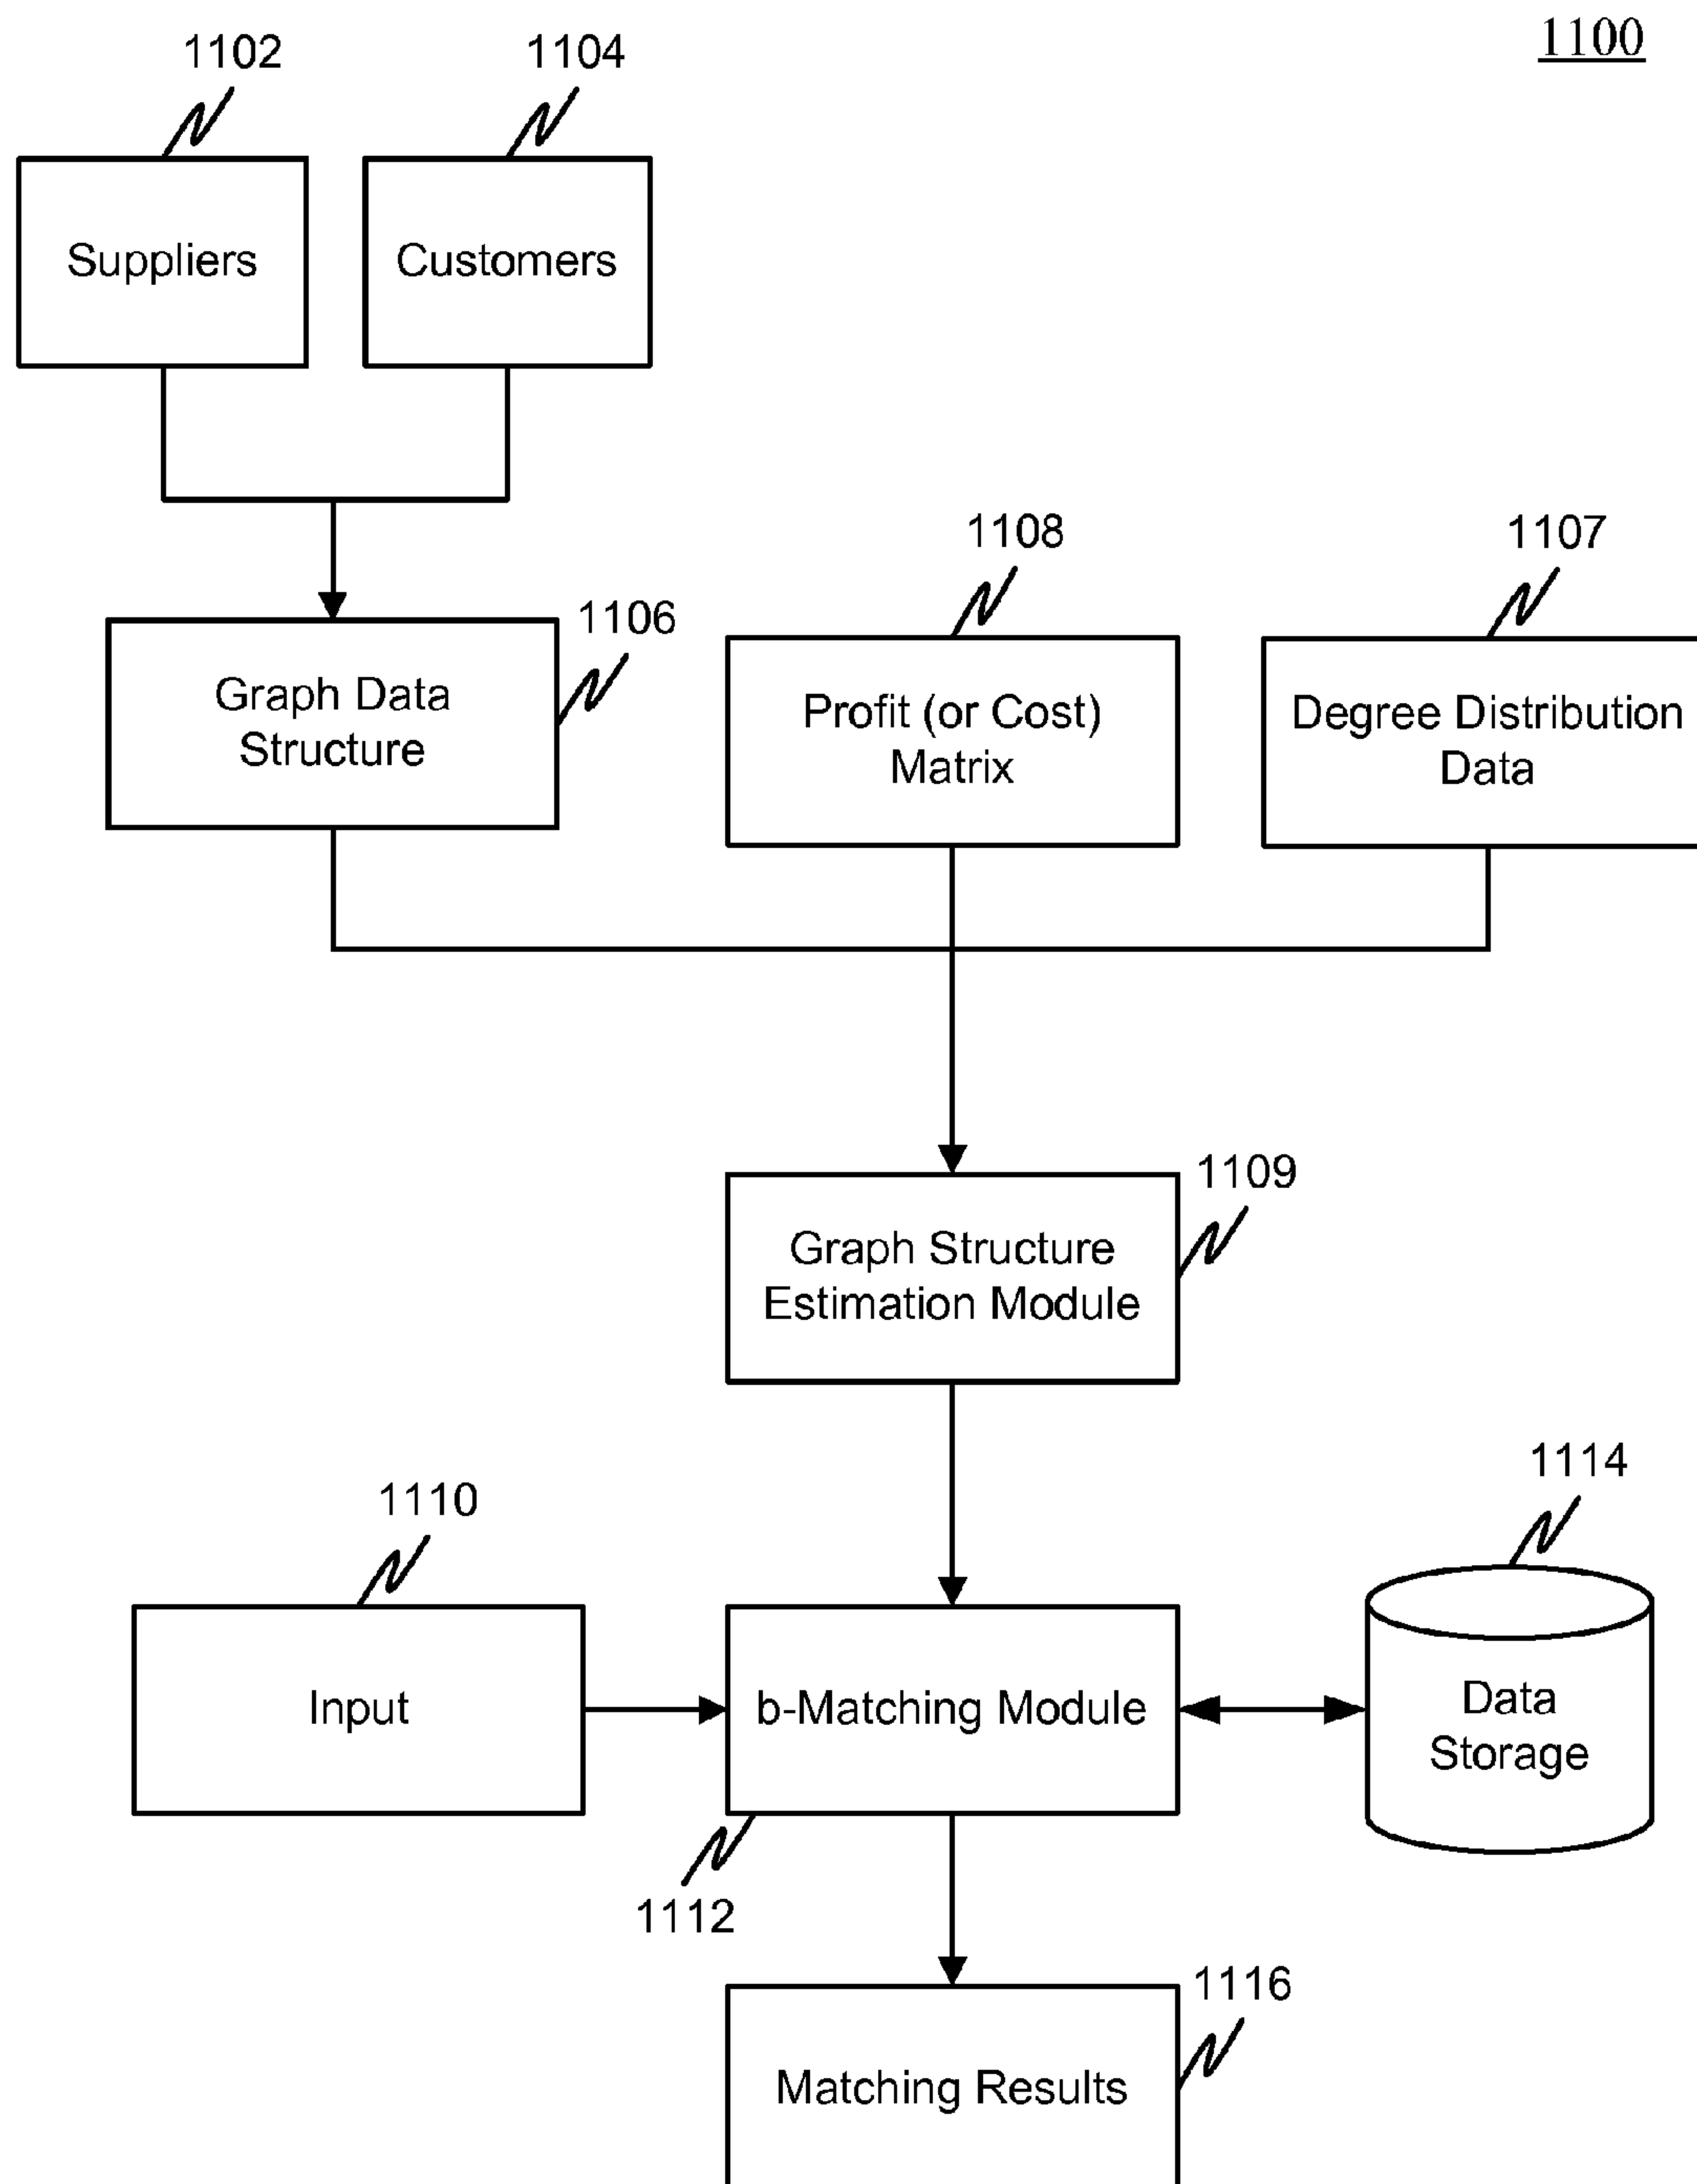 1100
1102
1104
Suppliers
Customers
1108
1107
1106
Graph Data
Structure
Profit (or Cost)
Matrix
Degree Distribution
Data
1109
Graph Structure
Estimation Module
1110
1114
Input
b-Matching Module
Data
Storage
1112
1116
Matching Results